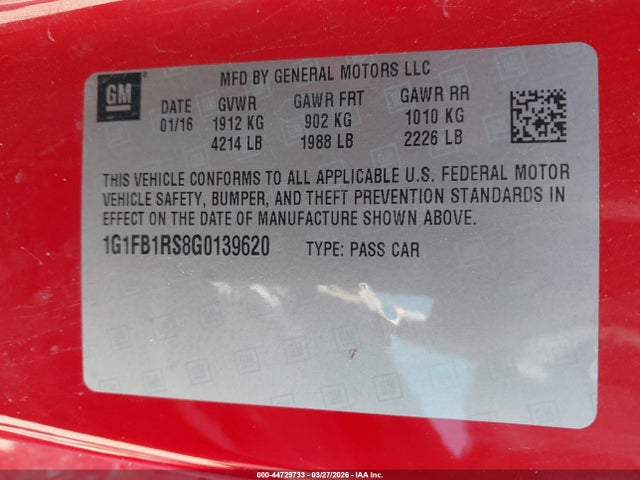 GM
MFD BY GENERAL MOTORS LLC
DATE GVWR GAWR FRT GAWR RR
01/16 1912 KG 902 KG 1010 KG
4214 LB 1988 LB 2226 LB
THIS VEHICLE CONFORMS TO ALL APPLICABLE U.S. FEDERAL MOTOR
VEHICLE SAFETY, BUMPER, AND THEFT PREVENTION STANDARDS IN
EFFECT ON THE DATE OF MANUFACTURE SHOWN ABOVE.
1G1FB1RS8G0139620 TYPE: PASS CAR
000-44729733 - 03/27/2026 - IAA Inc.